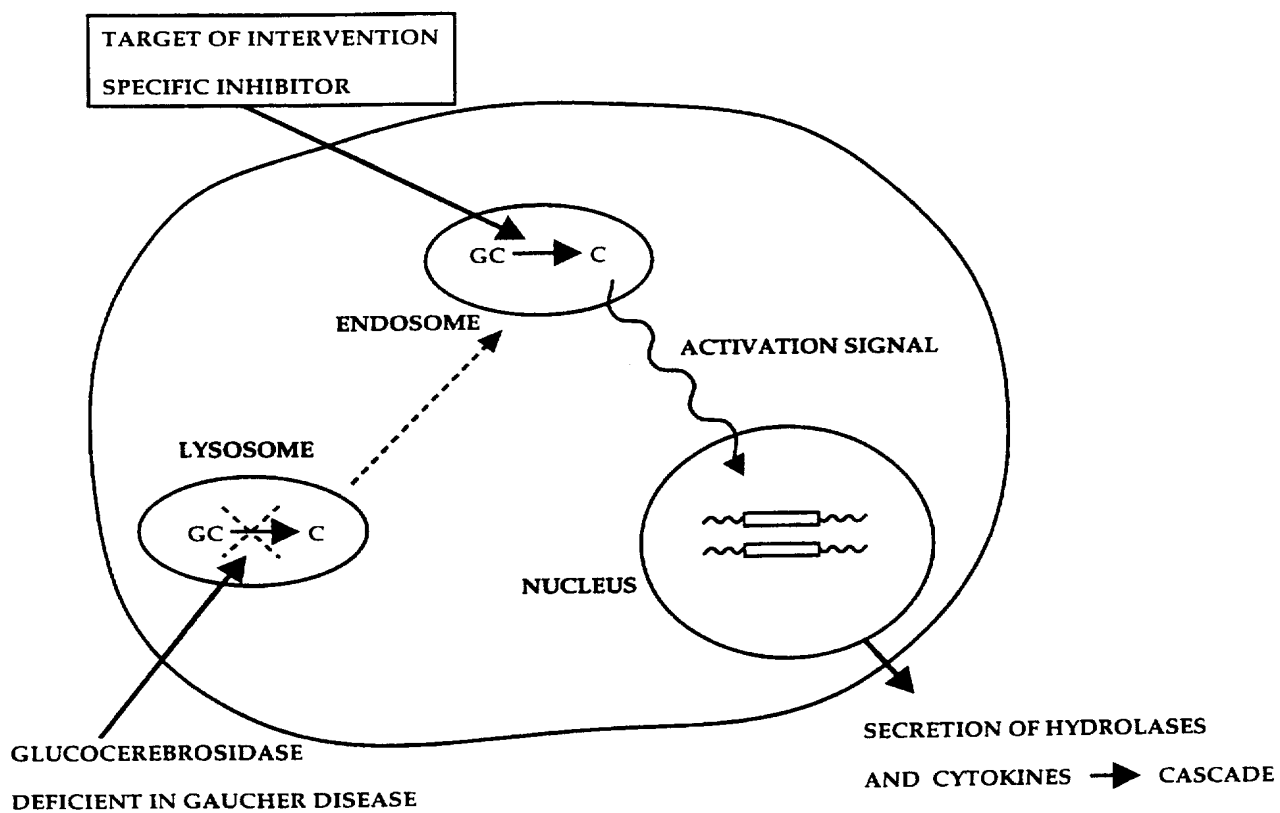 TARGET OF INTERVENTION
SPECIFIC INHIBITOR
GC → C
ENDOSOME
ACTIVATION SIGNAL
LYSOSOME
GC → C
NUCLEUS
GLUCOCEREBROSIDASE
DEFICIENT IN GAUCHER DISEASE
SECRETION OF HYDROLASES
AND CYTOKINES → CASCADE